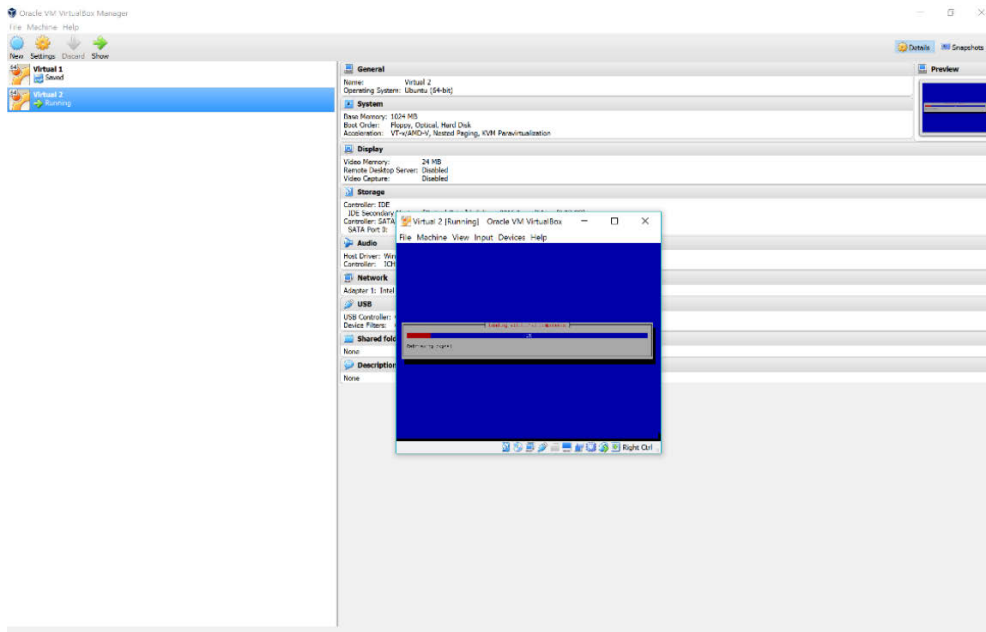 Oracle VM VirtualBox Manager
File Machine Help
New Settings Discard Show
Details Snapshots
Virtual 1
Saved
Virtual 2
Running
General
Name: Virtual 2
Operating System: Ubuntu (64-bit)
Preview
System
Base Memory: 1024 MB
Boot Order: Floppy, Optical, Hard Disk
Acceleration: VT-x/AMD-V, Nested Paging, KVM Paravirtualization
Display
Video Memory: 24 MB
Remote Desktop Server: Disabled
Video Capture: Disabled
Storage
Controller: IDE
IDE Secondary
Controller: SATA
SATA Port 0:
Audio
Host Driver: Win
Controller: ICH
Network
Adapter 1: Intel
USB
USB Controller:
Device Filters:
Shared fold
None
Description
None
Virtual 2 [Running] Oracle VM VirtualBox
File Machine View Input Devices Help
Loading additional components
Right Ctrl